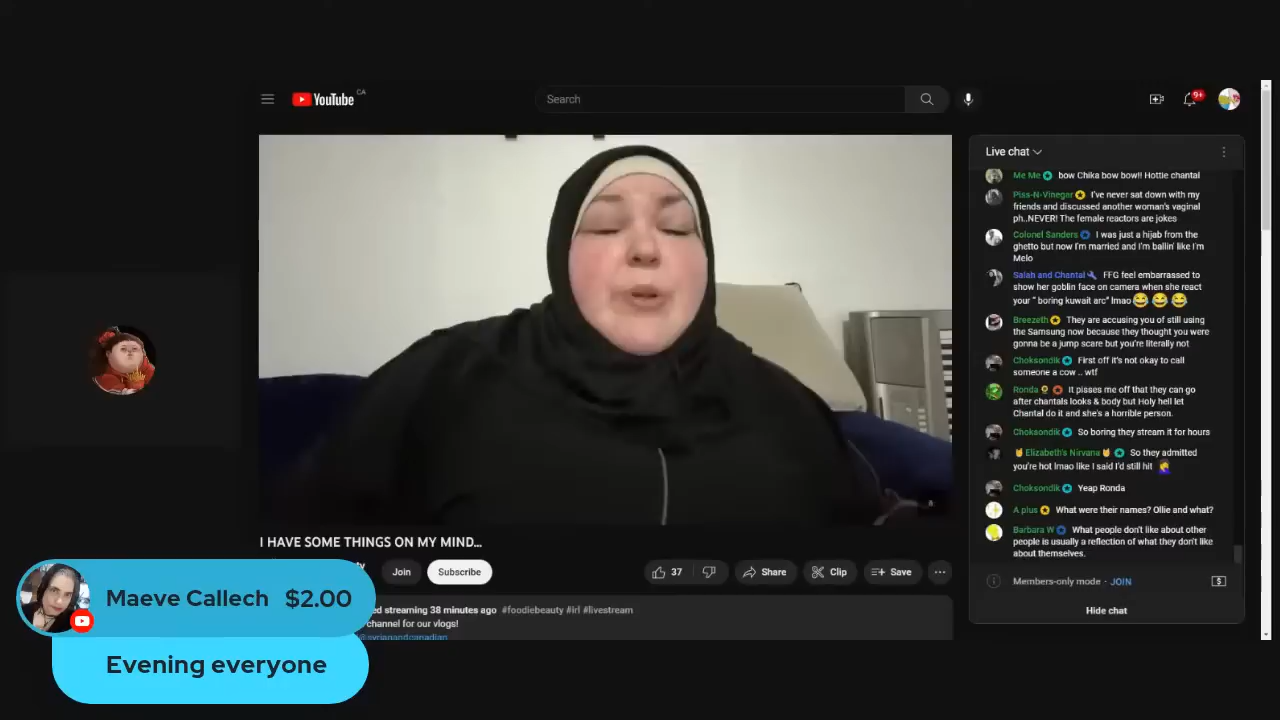 YouTube CA
Search
9+
Live chat
Me Me bow Chika bow bow!! Hottie chantal
Piss-N-Vinegar I've never sat down with my
friends and discussed another woman's vaginal
ph..NEVER! The female reactors are jokes
Colonel Sanders I was just a hijab from the
ghetto but now I'm married and I'm ballin' like I'm
Melo
Salah and Chantal FFG feel embarrassed to
show her goblin face on camera when she react
your " boring kuwait arc" lmao
Breezeth They are accusing you of still using
the Samsung now because they thought you were
gonna be a jump scare but you're literally not
Choksondik First off it's not okay to call
someone a cow .. wtf
Ronda It pisses me off that they can go
after chantals looks & body but Holy hell let
Chantal do it and she's a horrible person.
Choksondik So boring they stream it for hours
Elizabeth's Nirvana So they admitted
you're hot lmao like I said I'd still hit
Choksondik Yeap Ronda
A plus What were their names? Ollie and what?
Barbara W What people don't like about other
people is usually a reflection of what they don't like
about themselves.
Members-only mode - JOIN
Hide chat
I HAVE SOME THINGS ON MY MIND...
Join
Subscribe
37
Share
Clip
Save
ed streaming 38 minutes ago #foodiebeauty #irl #livestream
channel for our vlogs!
@syrianandcanadian
Maeve Callech $2.00
Evening everyone